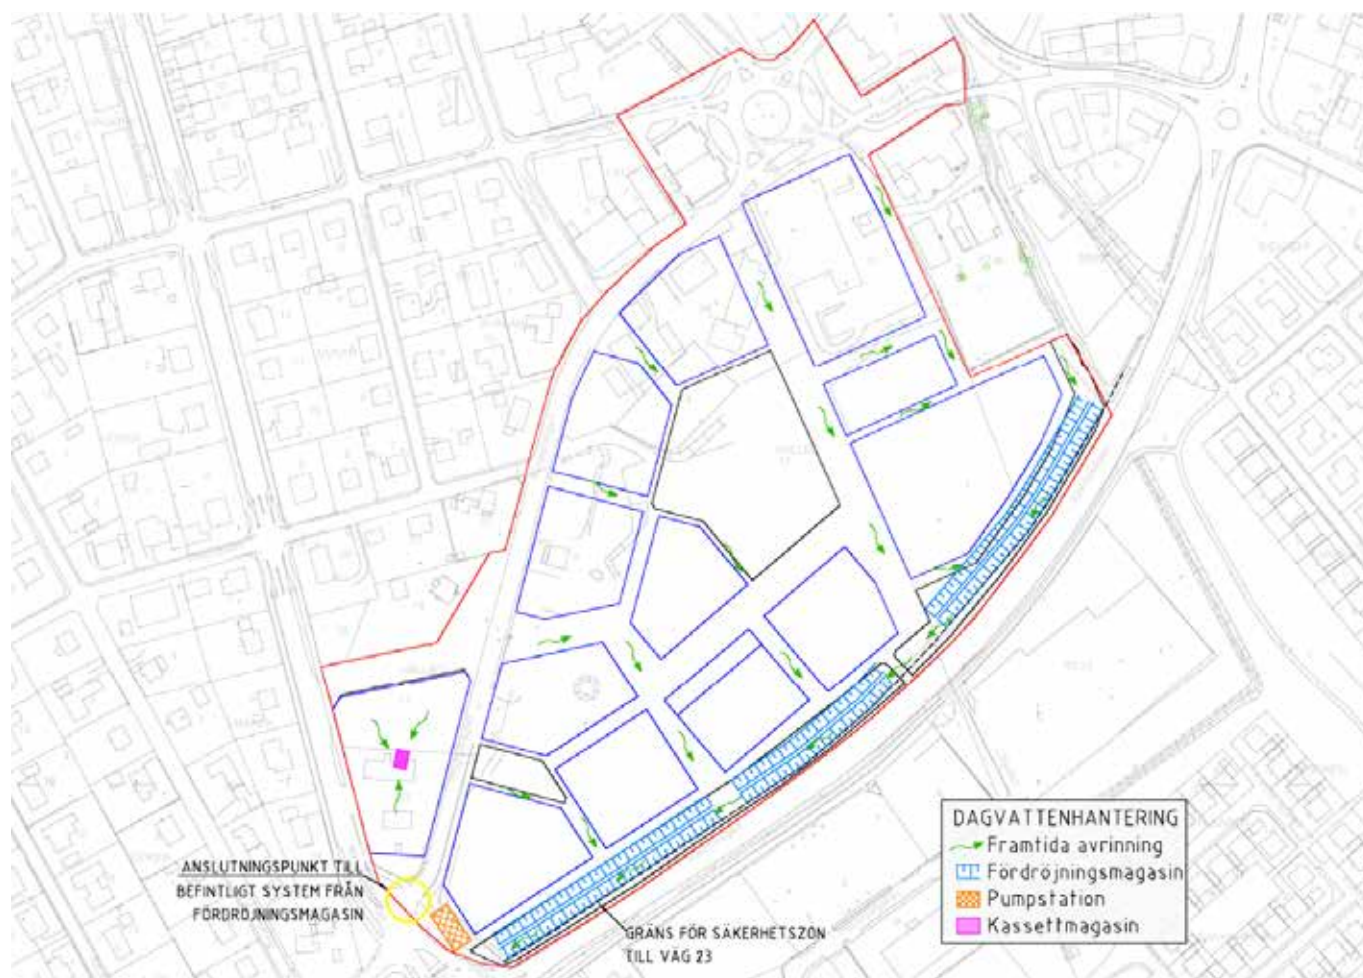 DAGVATTENHANTERING
Framtida avrinning
Fördröjningsmagasin
Pumpstation
Kassettmagasin
ANSLUTNINGSPUNKT TILL
BEFINTLIGT SYSTEM FRÅN
FÖRDRÖJNINGSMAGASIN
GRÄNS FÖR SÄKERHETSZON
TILL VÄG 23